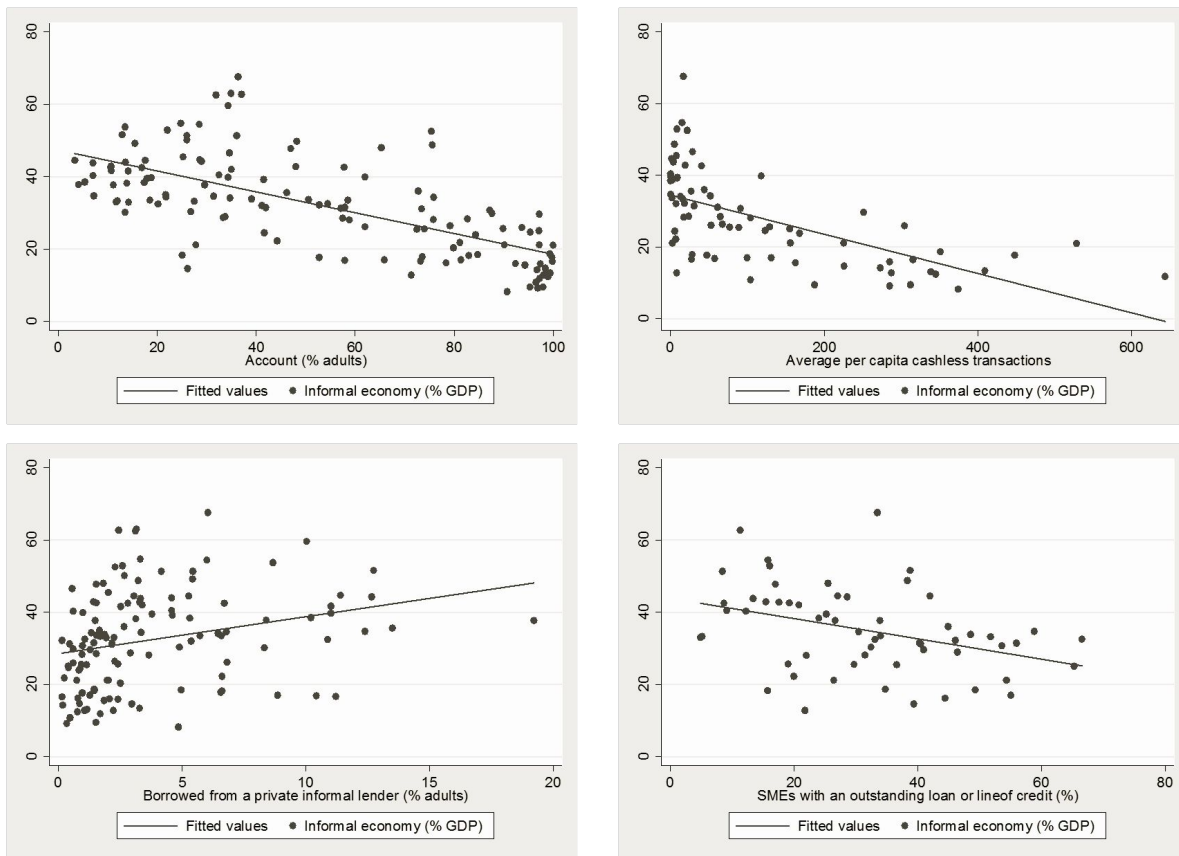 80
60
40
20
0
0 20 40 60 80 100
Account (% adults)
Fitted values Informal economy (% GDP)
80
60
40
20
0
0 200 400 600
Average per capita cashless transactions
Fitted values Informal economy (% GDP)
80
60
40
20
0
0 5 10 15 20
Borrowed from a private informal lender (% adults)
Fitted values Informal economy (% GDP)
80
60
40
20
0
0 20 40 60 80
SMEs with an outstanding loan or lineof credit (%)
Fitted values Informal economy (% GDP)